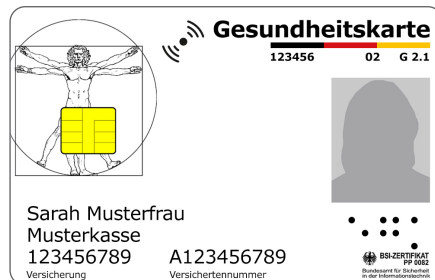 Gesundheitskarte
123456 02 G 2.1
Sarah Musterfrau
Musterkasse
123456789 A123456789
Versicherung Versichertennummer
BSI-ZERTIFIKAT
PP 0082
Bundesamt für Sicherheit
in der Informationstechnik